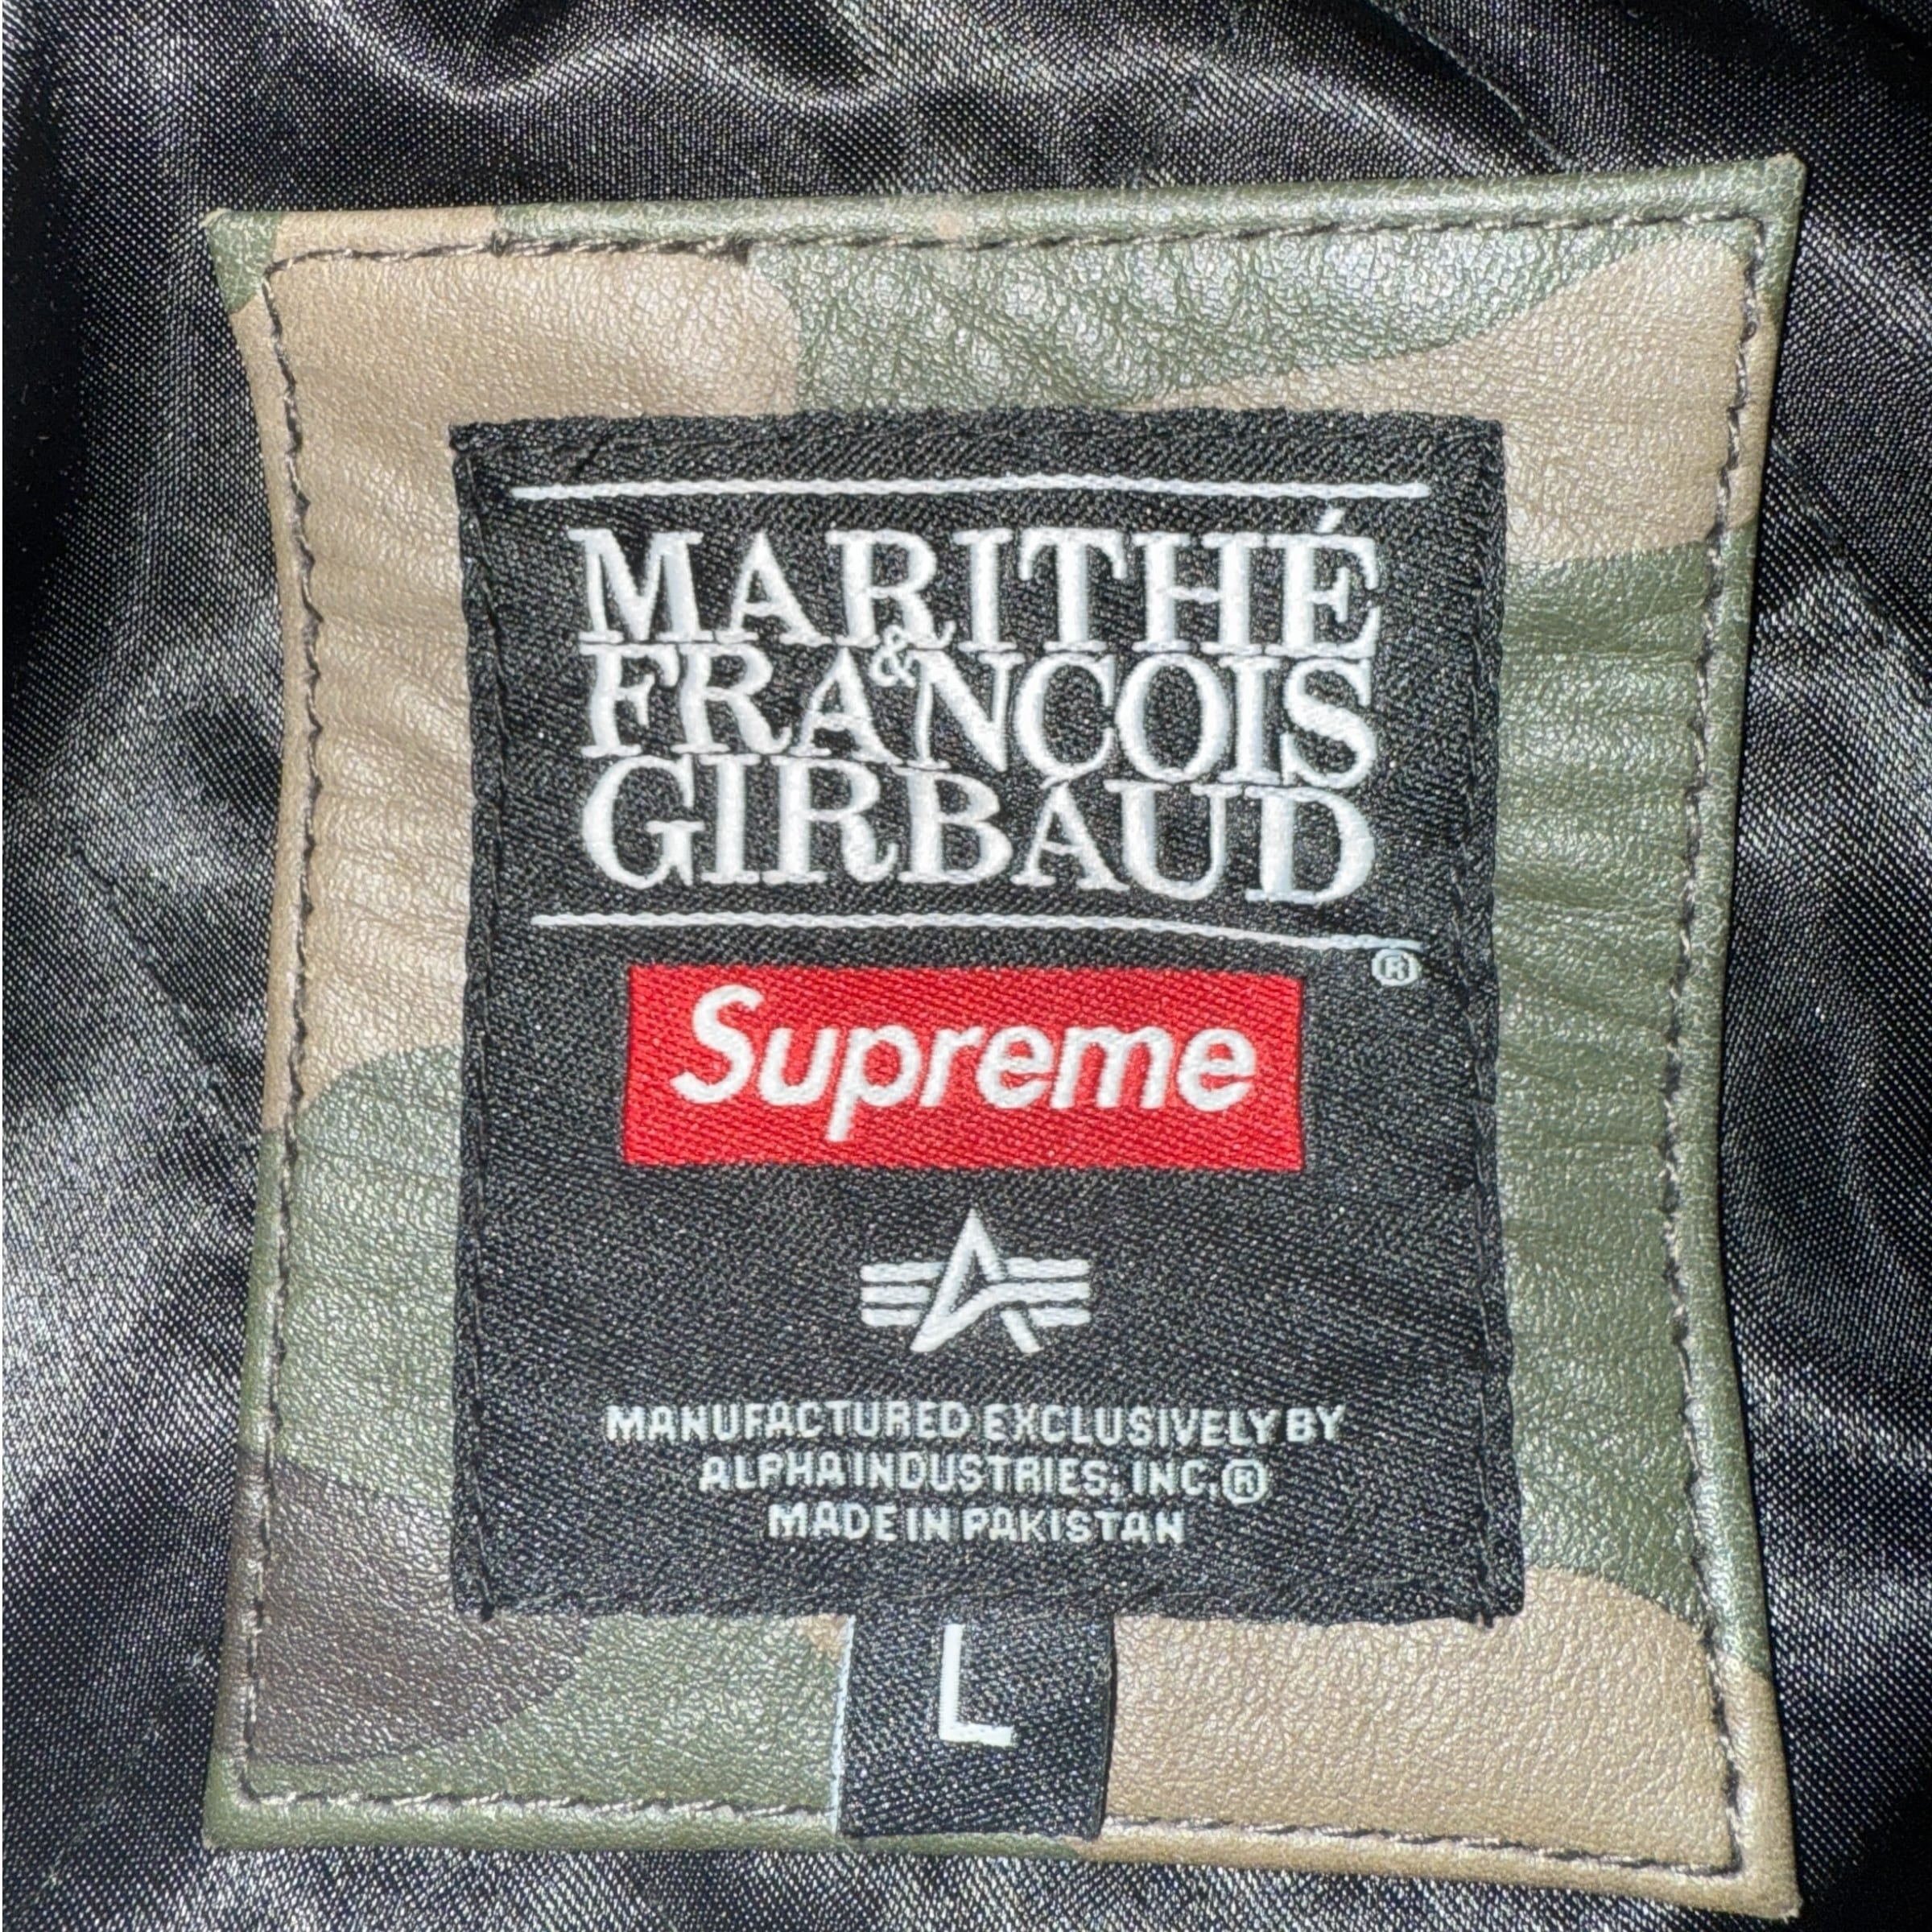 MARITHÉ
&
FRANÇOIS
GIRBAUD
®
Supreme
MANUFACTURED EXCLUSIVELY BY
ALPHA INDUSTRIES, INC.®
MADE IN PAKISTAN
L